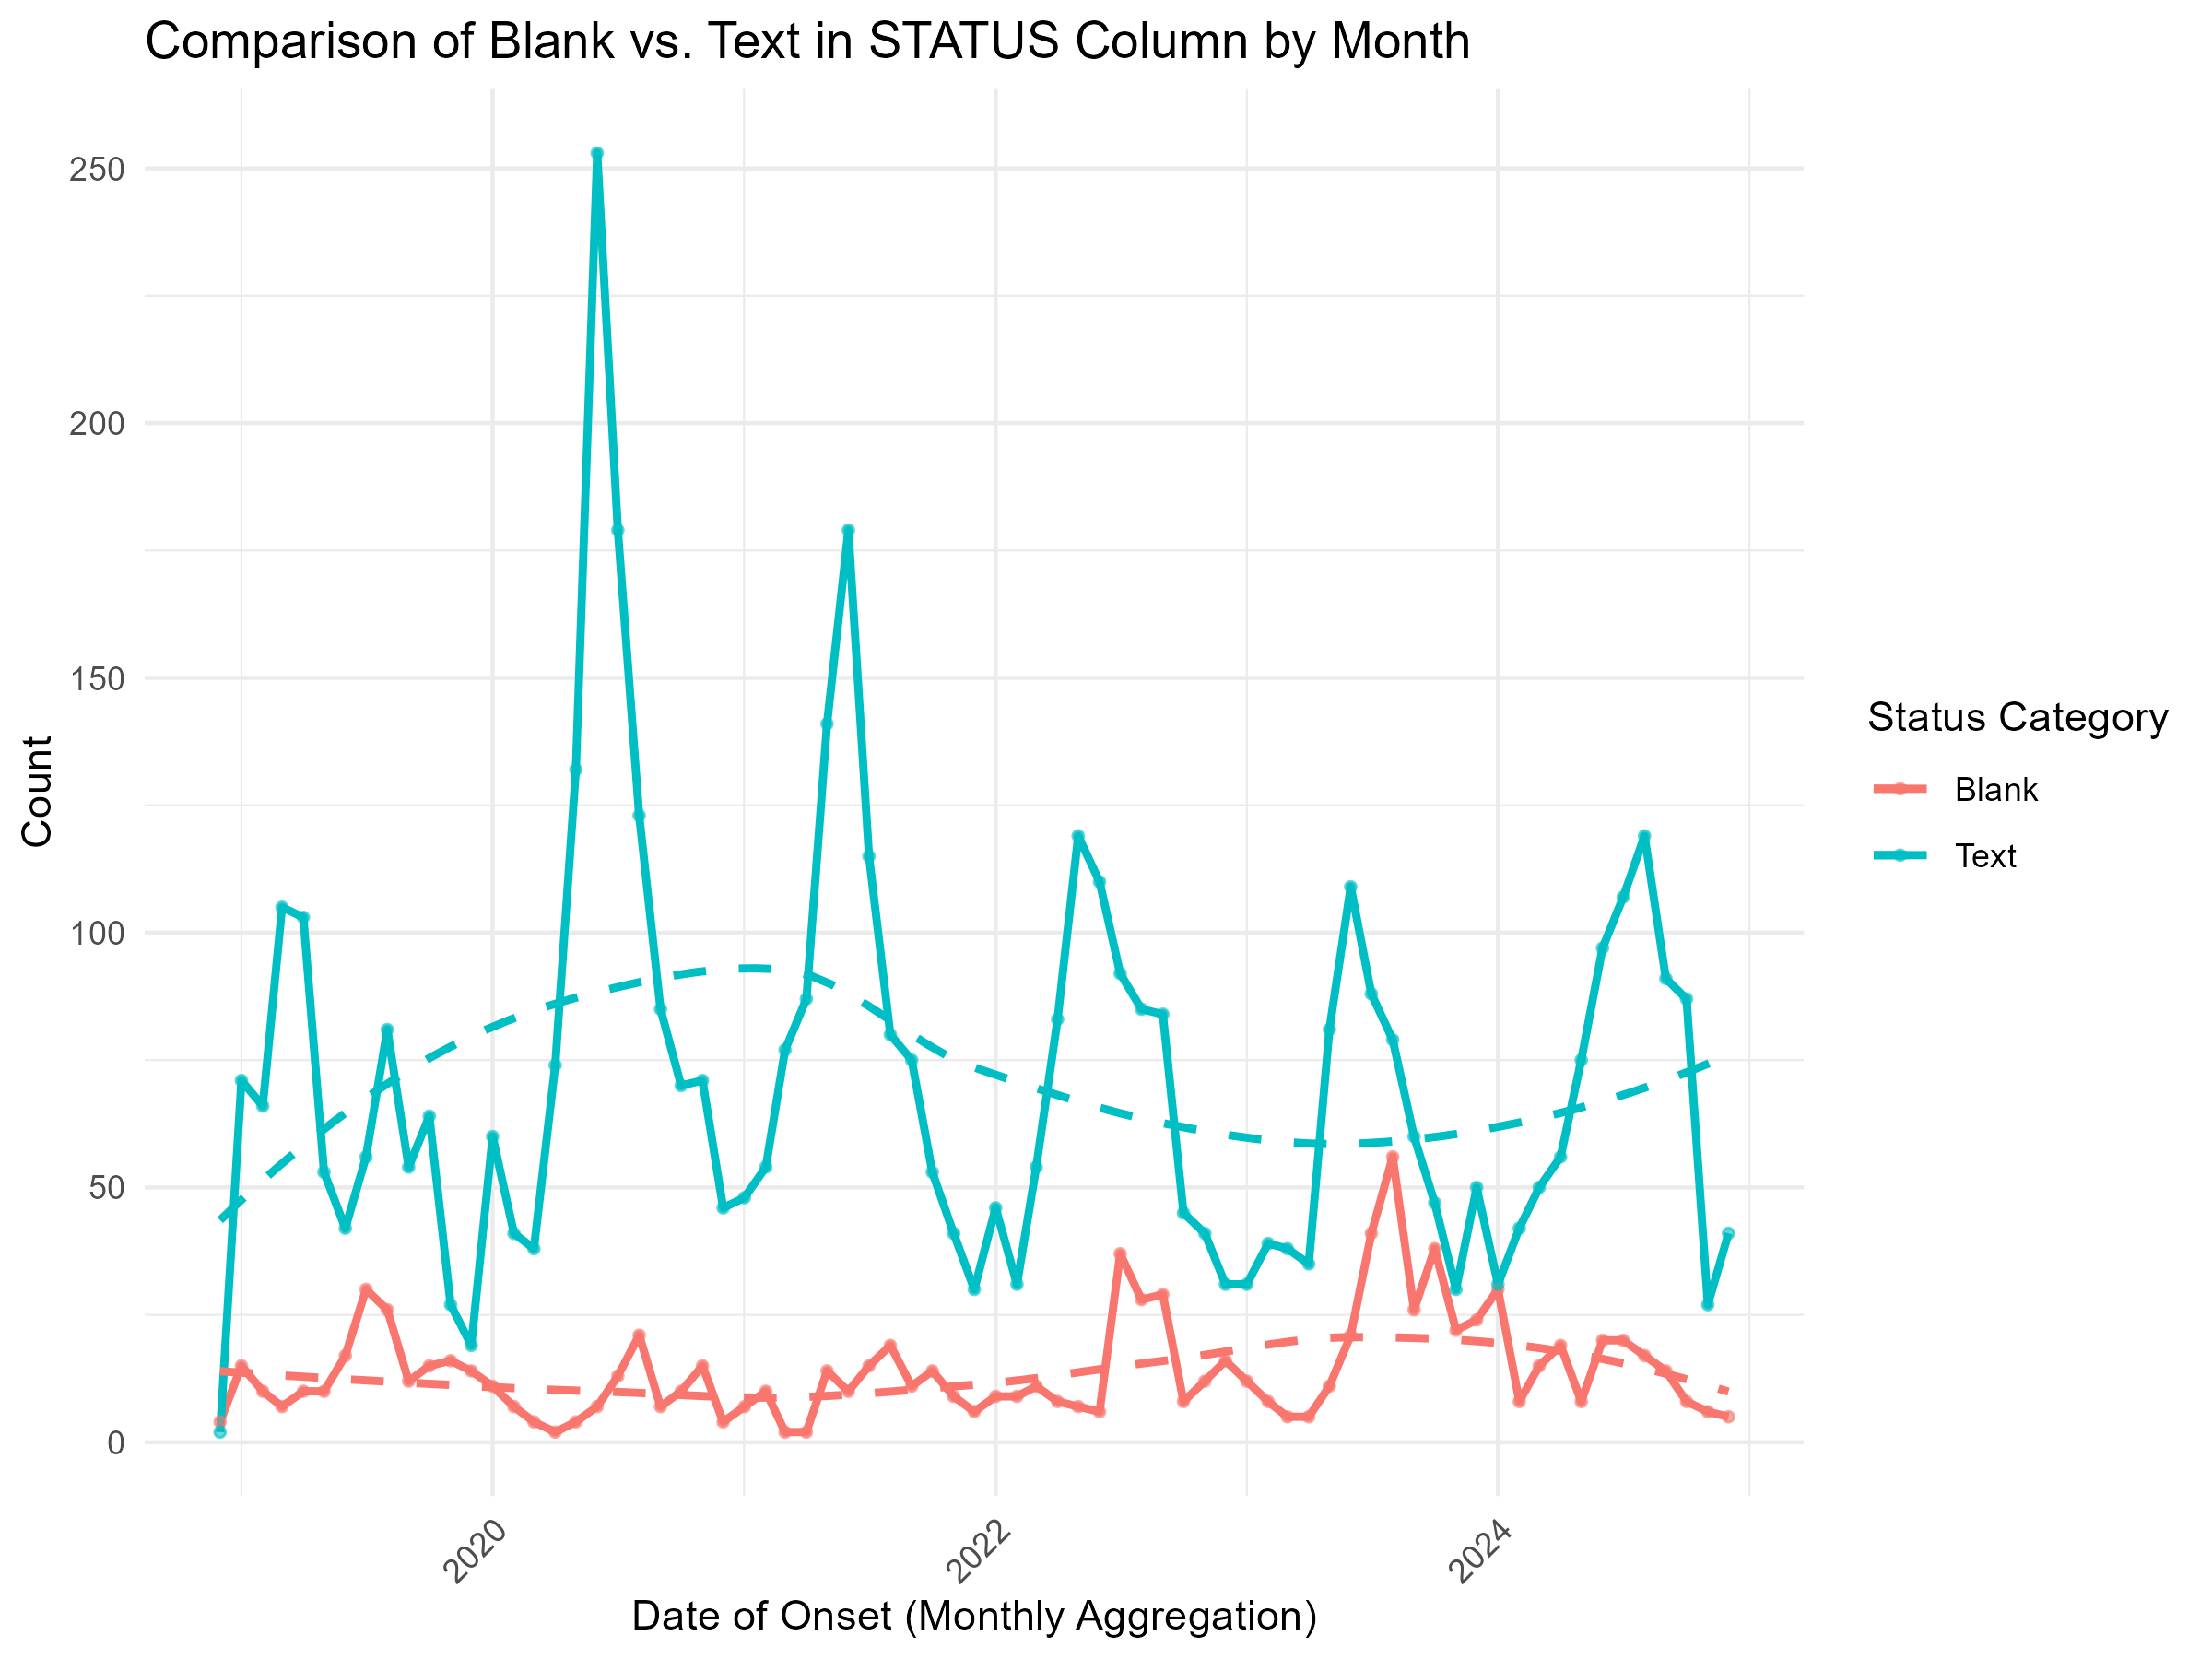 Comparison of Blank vs. Text in STATUS Column by Month
250
200
150
100
50
0
Count
2020
2022
2024
Date of Onset (Monthly Aggregation)
Status Category
Blank
Text